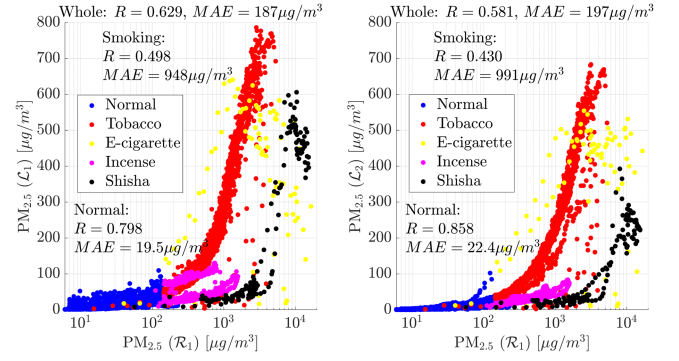 Whole: R = 0.629, MAE = 187μg/m³
Smoking:
R = 0.498
MAE = 948μg/m³
Normal
Tobacco
E-cigarette
Incense
Shisha
Normal:
R = 0.798
MAE = 19.5μg/m³
800
700
600
500
400
300
200
100
0
PM₂.₅ (ℒ₁) [μg/m³]
10¹ 10² 10³ 10⁴
PM₂.₅ (ℛ₁) [μg/m³]
Whole: R = 0.581, MAE = 197μg/m³
Smoking:
R = 0.430
MAE = 991μg/m³
Normal
Tobacco
E-cigarette
Incense
Shisha
Normal:
R = 0.858
MAE = 22.4μg/m³
800
700
600
500
400
300
200
100
0
PM₂.₅ (ℒ₂) [μg/m³]
10¹ 10² 10³ 10⁴
PM₂.₅ (ℛ₁) [μg/m³]